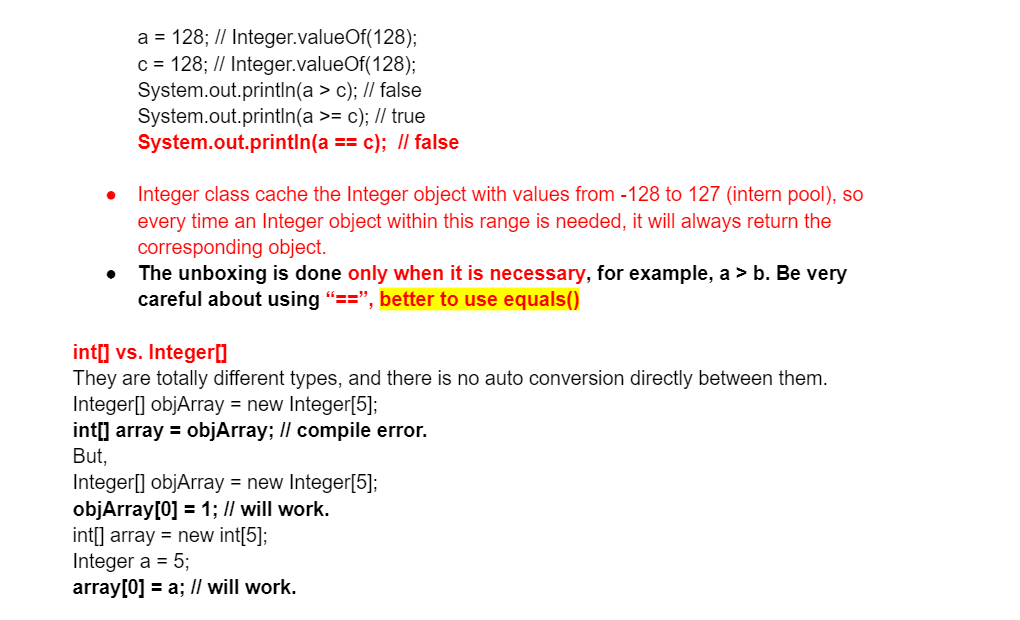 a = 128; // Integer.valueOf(128);
c = 128; // Integer.valueOf(128);
System.out.println(a > c); // false
System.out.println(a >= c); // true
System.out.println(a == c);  // false
● Integer class cache the Integer object with values from -128 to 127 (intern pool), so
every time an Integer object within this range is needed, it will always return the
corresponding object.
● The unboxing is done only when it is necessary, for example, a > b. Be very
careful about using “==”, better to use equals()
int[] vs. Integer[]
They are totally different types, and there is no auto conversion directly between them.
Integer[] objArray = new Integer[5];
int[] array = objArray; // compile error.
But,
Integer[] objArray = new Integer[5];
objArray[0] = 1; // will work.
int[] array = new int[5];
Integer a = 5;
array[0] = a; // will work.